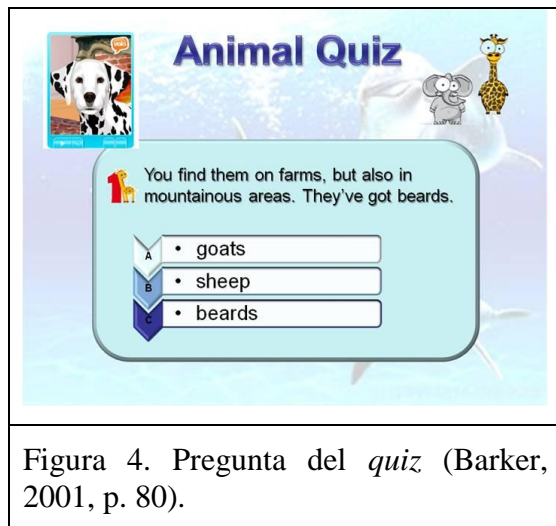 Animal Quiz
1
You find them on farms, but also in
mountainous areas. They've got beards.
A • goats
B • sheep
C • beards
Figura 4. Pregunta del quiz (Barker,
2001, p. 80).